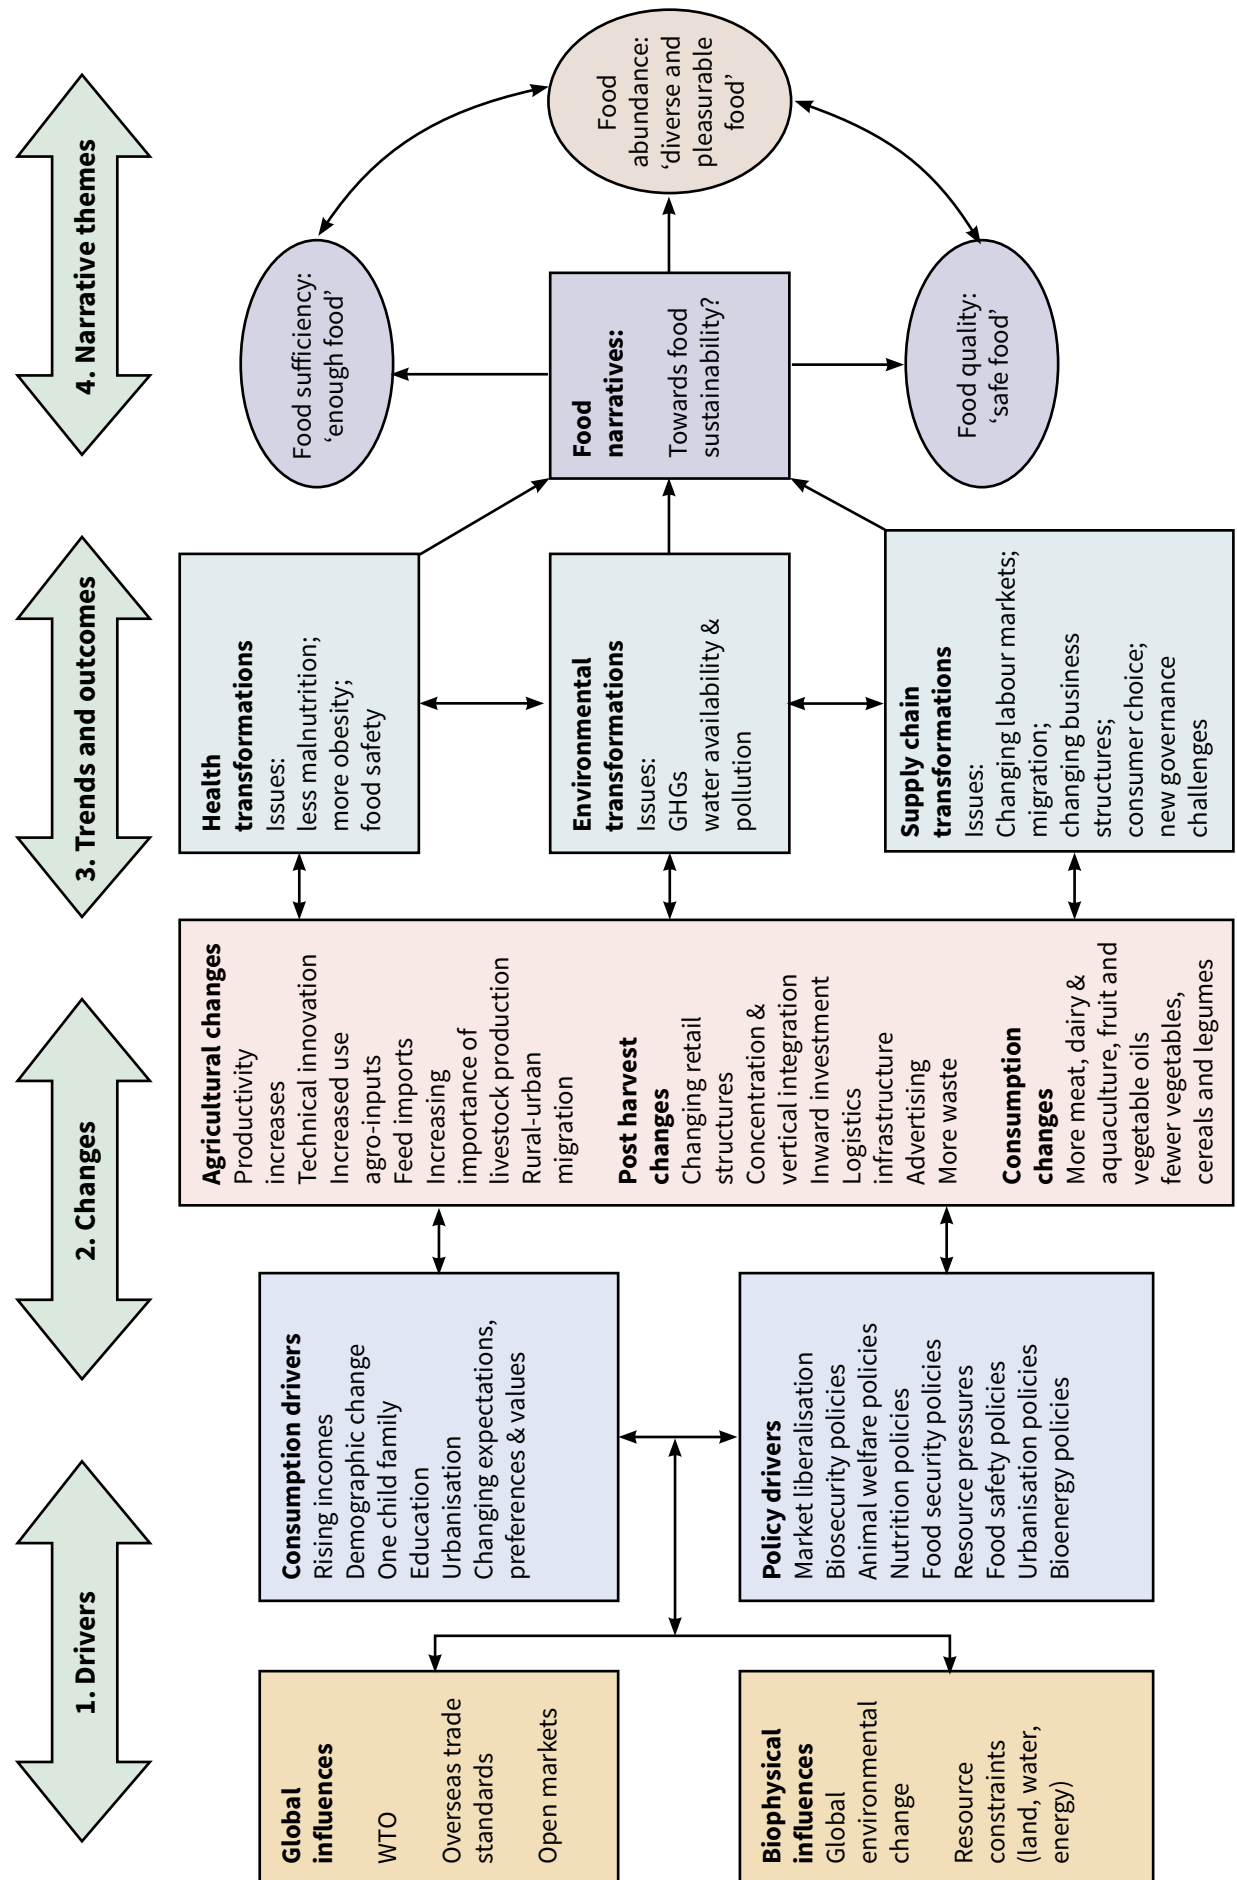 1. Drivers
2. Changes
3. Trends and outcomes
4. Narrative themes
Global
influences
WTO
Overseas trade
standards
Open markets
Biophysical
influences
Global
environmental
change
Resource
constraints
(land, water,
energy)
Consumption drivers
Rising incomes
Demographic change
One child family
Education
Urbanisation
Changing expectations,
preferences & values
Policy drivers
Market liberalisation
Biosecurity policies
Animal welfare policies
Nutrition policies
Food security policies
Resource pressures
Food safety policies
Urbanisation policies
Bioenergy policies
Agricultural changes
Productivity
increases
Technical innovation
Increased use
agro-inputs
Feed imports
Increasing
importance of
livestock production
Rural-urban
migration
Post harvest
changes
Changing retail
structures
Concentration &
vertical integration
Inward investment
Logistics
infrastructure
Advertising
More waste
Consumption
changes
More meat, dairy &
aquaculture, fruit and
vegetable oils
fewer vegetables,
cereals and legumes
Health
transformations
Issues:
less malnutrition;
more obesity;
food safety
Environmental
transformations
Issues:
GHGs
water availability &
pollution
Supply chain
transformations
Issues:
Changing labour markets;
migration;
changing business
structures;
consumer choice;
new governance
challenges
Food
narratives:
Towards food
sustainability?
Food sufficiency:
‘enough food’
Food
abundance:
‘diverse and
pleasurable
food’
Food quality:
‘safe food’